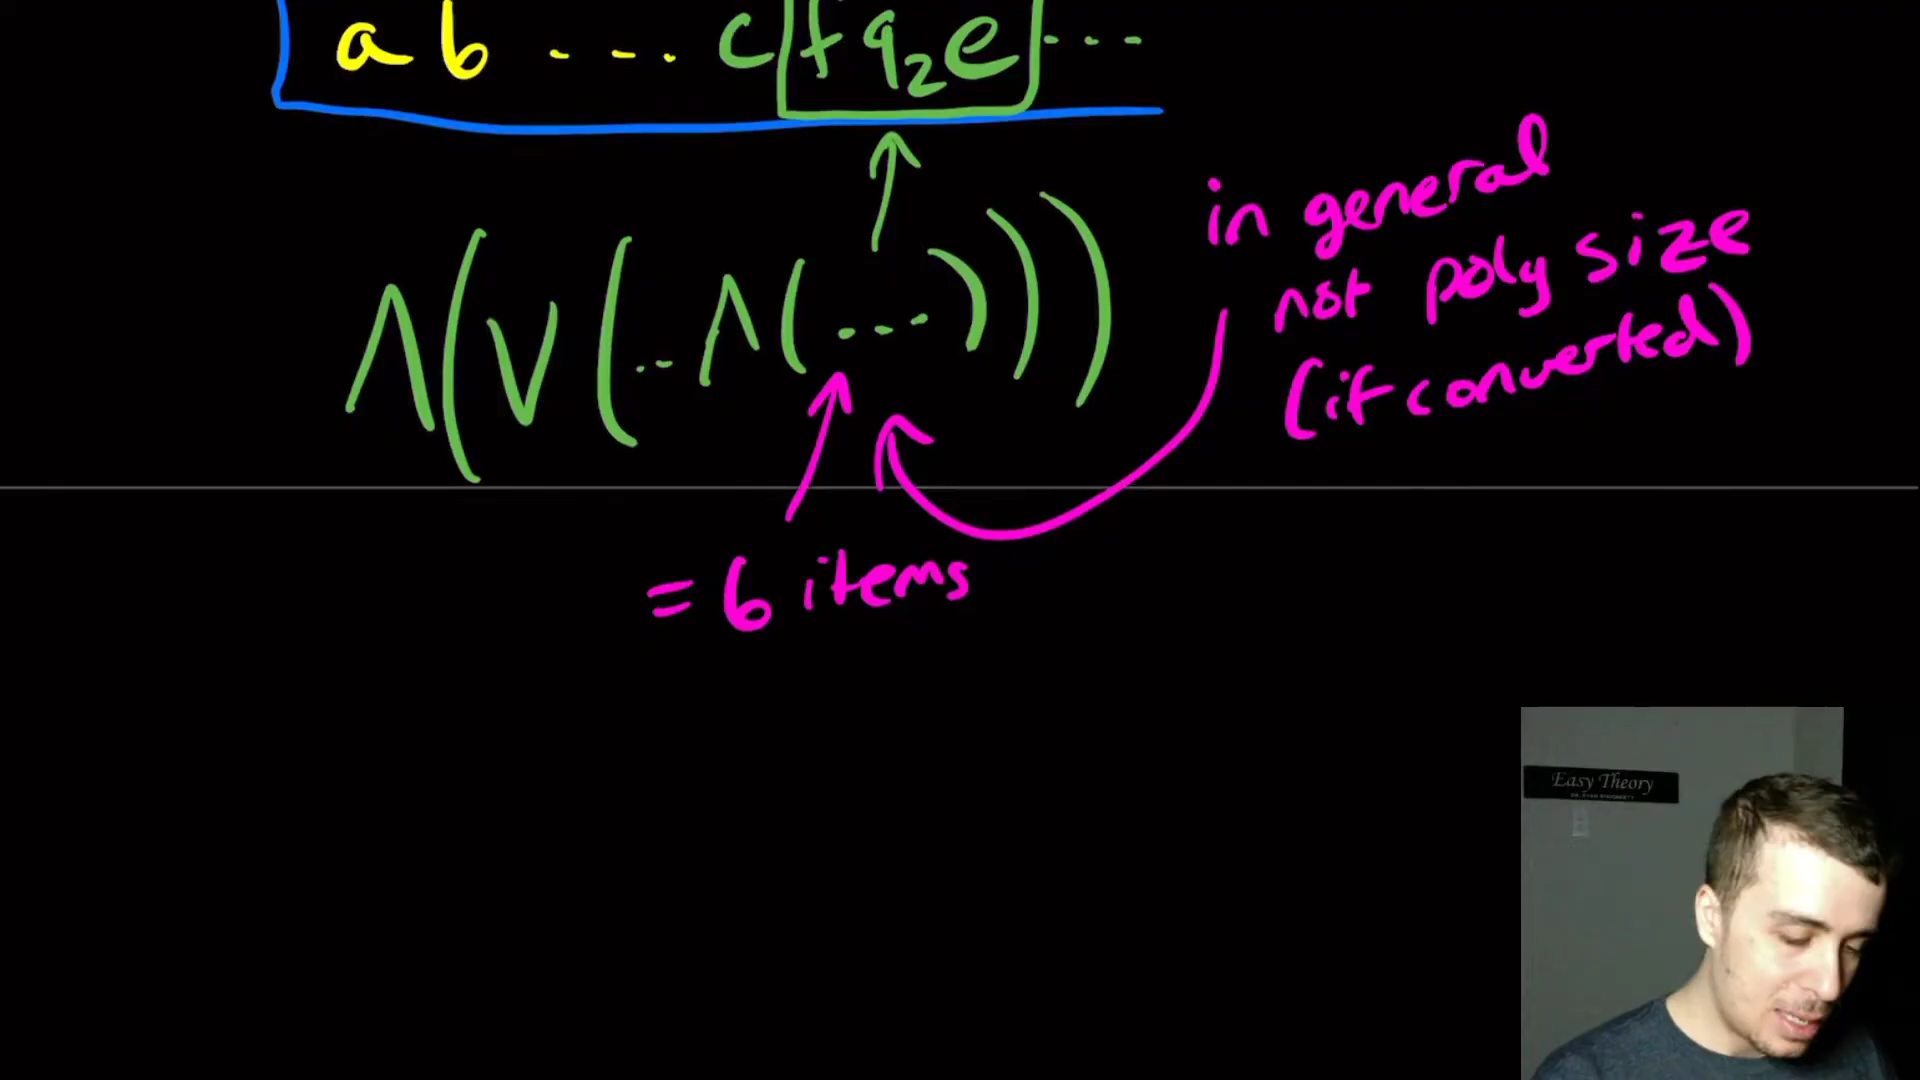 a b ... c f q₂ e ...
∧(∨(..∧(...)))
in general
not poly size
(if converted)
= 6 items
Easy Theory